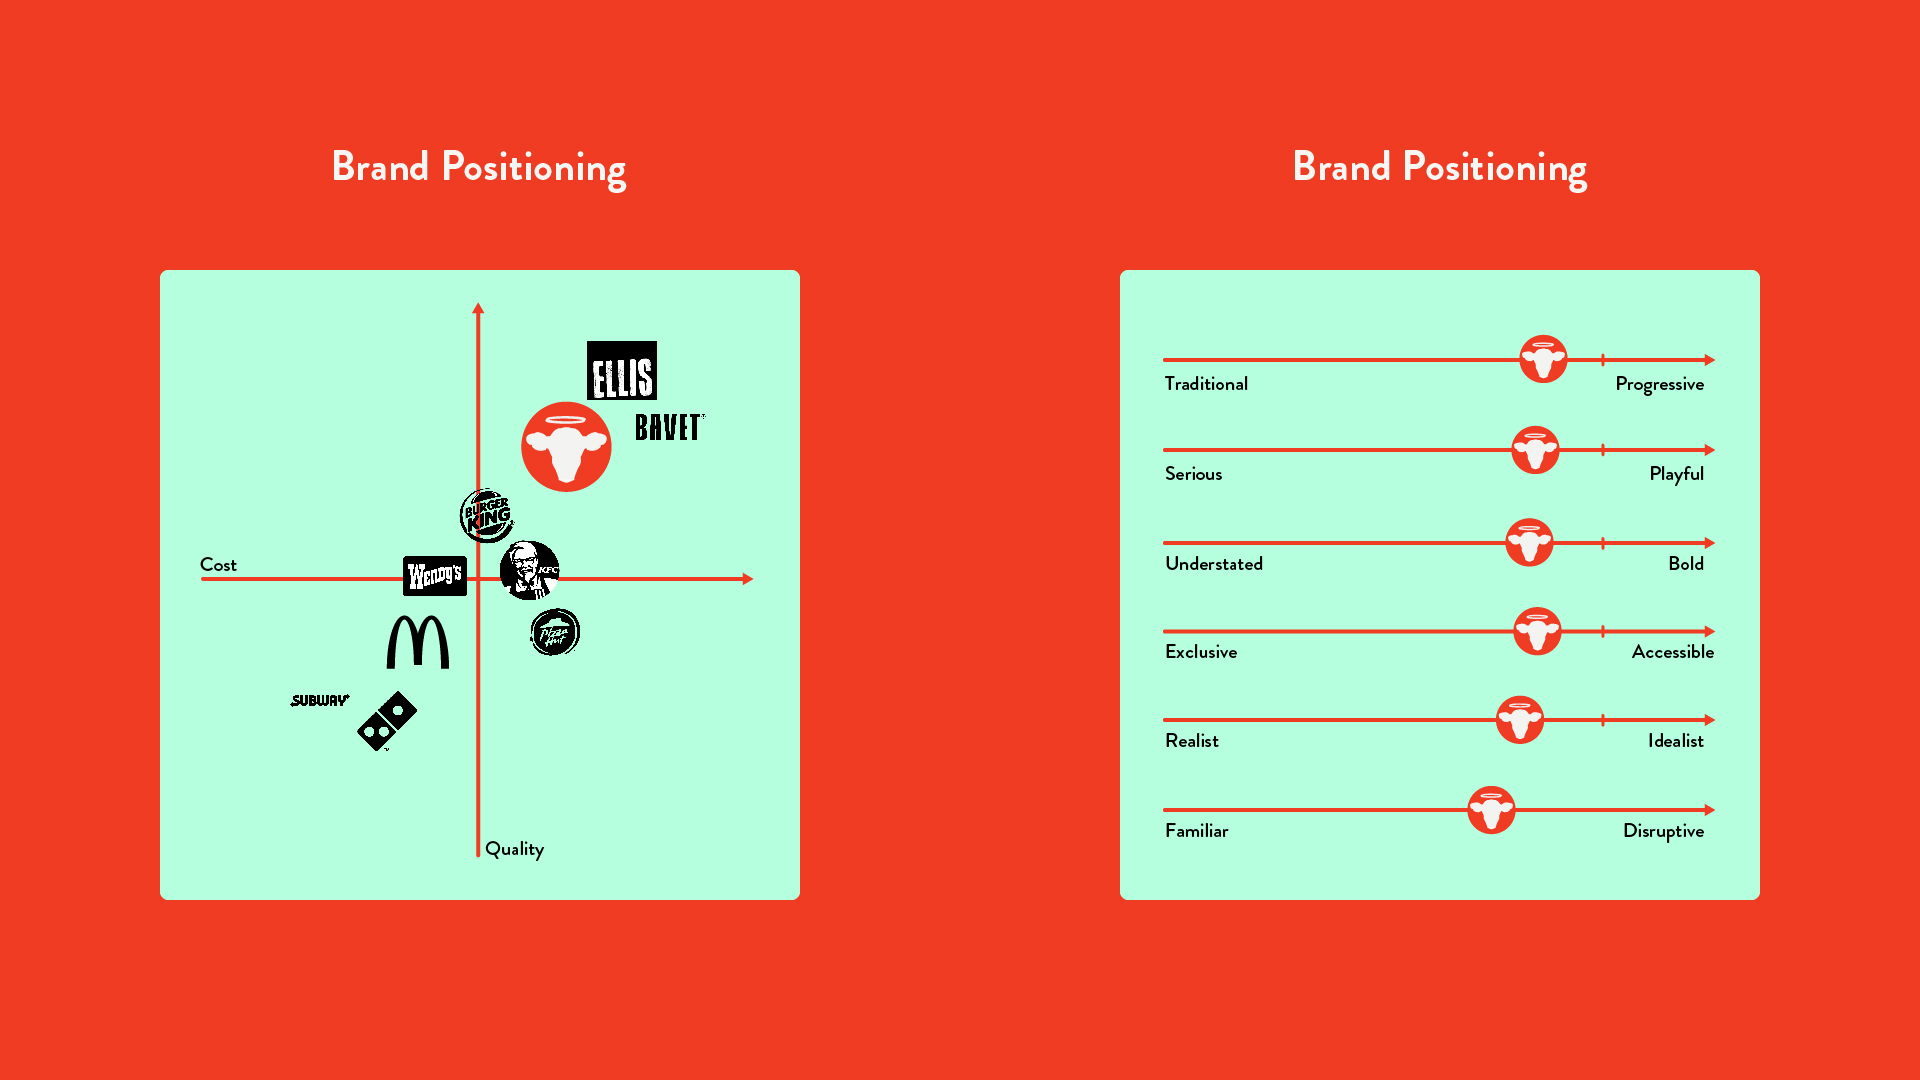 Brand Positioning
ELLIS
BAVET
BURGER
KING
Cost
WENDY'S
KFC
Pizza
Hut
SUBWAY
Quality
Brand Positioning
Traditional
Progressive
Serious
Playful
Understated
Bold
Exclusive
Accessible
Realist
Idealist
Familiar
Disruptive